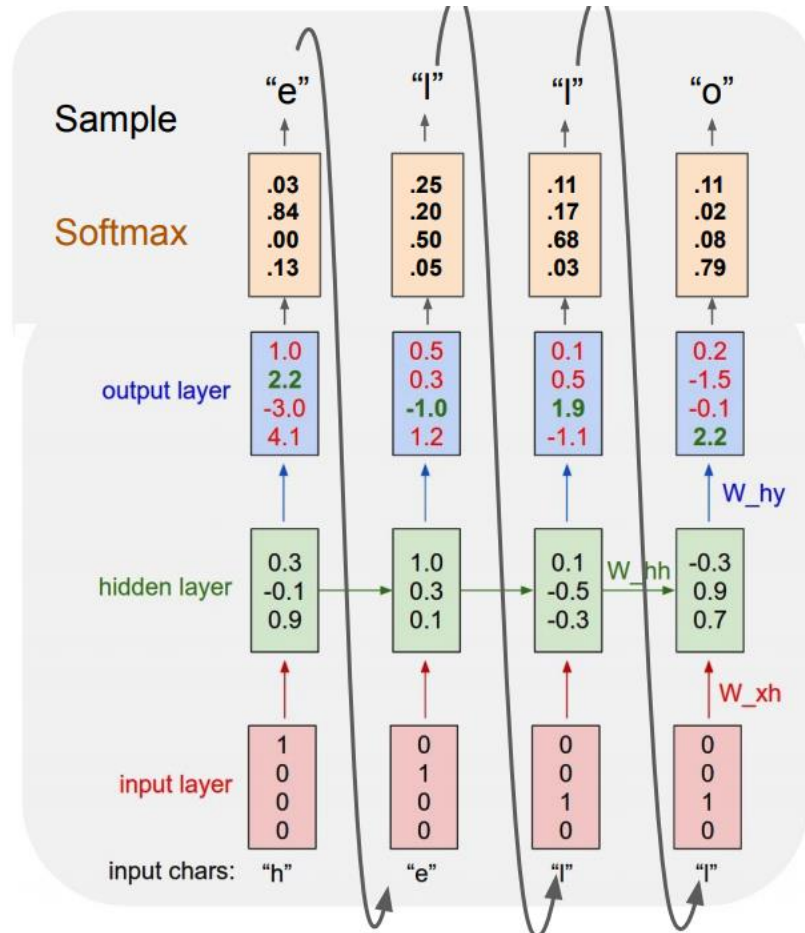 “e” “l” “l” “o”
Sample
.03 .25 .11 .11
.84 .20 .17 .02
Softmax
.00 .50 .68 .08
.13 .05 .03 .79
1.0 0.5 0.1 0.2
output layer
2.2 0.3 0.5 -1.5
-3.0 -1.0 1.9 -0.1
4.1 1.2 -1.1 2.2
W_hy
0.3 1.0 0.1 W_hh -0.3
hidden layer -0.1 0.3 -0.5 0.9
0.9 0.1 -0.3 0.7
W_xh
1 0 0 0
0 1 0 0
input layer
0 0 1 1
0 0 0 0
input chars: “h” “e” “l” “l”